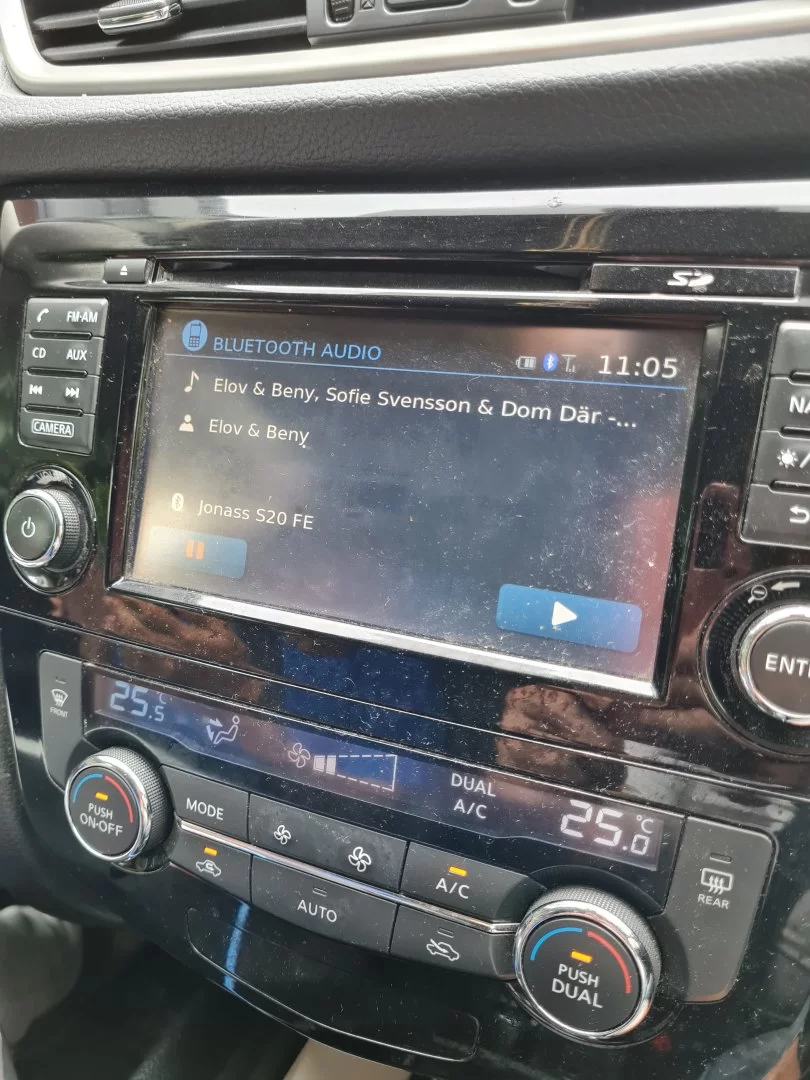 SD
FM·AM
CD AUX
CAMERA
BLUETOOTH AUDIO
11:05
Elov & Beny, Sofie Svensson & Dom Där -...
Elov & Beny
Jonass S20 FE
ENT
FRONT
25.5 °C
DUAL
A/C
25.0 °C
PUSH
ON·OFF
MODE
A/C
AUTO
REAR
PUSH
DUAL